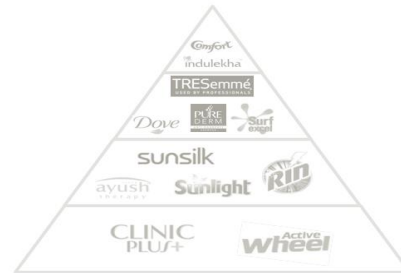 Comfort
indulekha
TRESemmé
USED BY PROFESSIONALS
Dove
PURE
DERM
Surf
excel
sunsilk
ayush
therapy
Sunlight
RIN
CLINIC
PLUS+
Active
Wheel